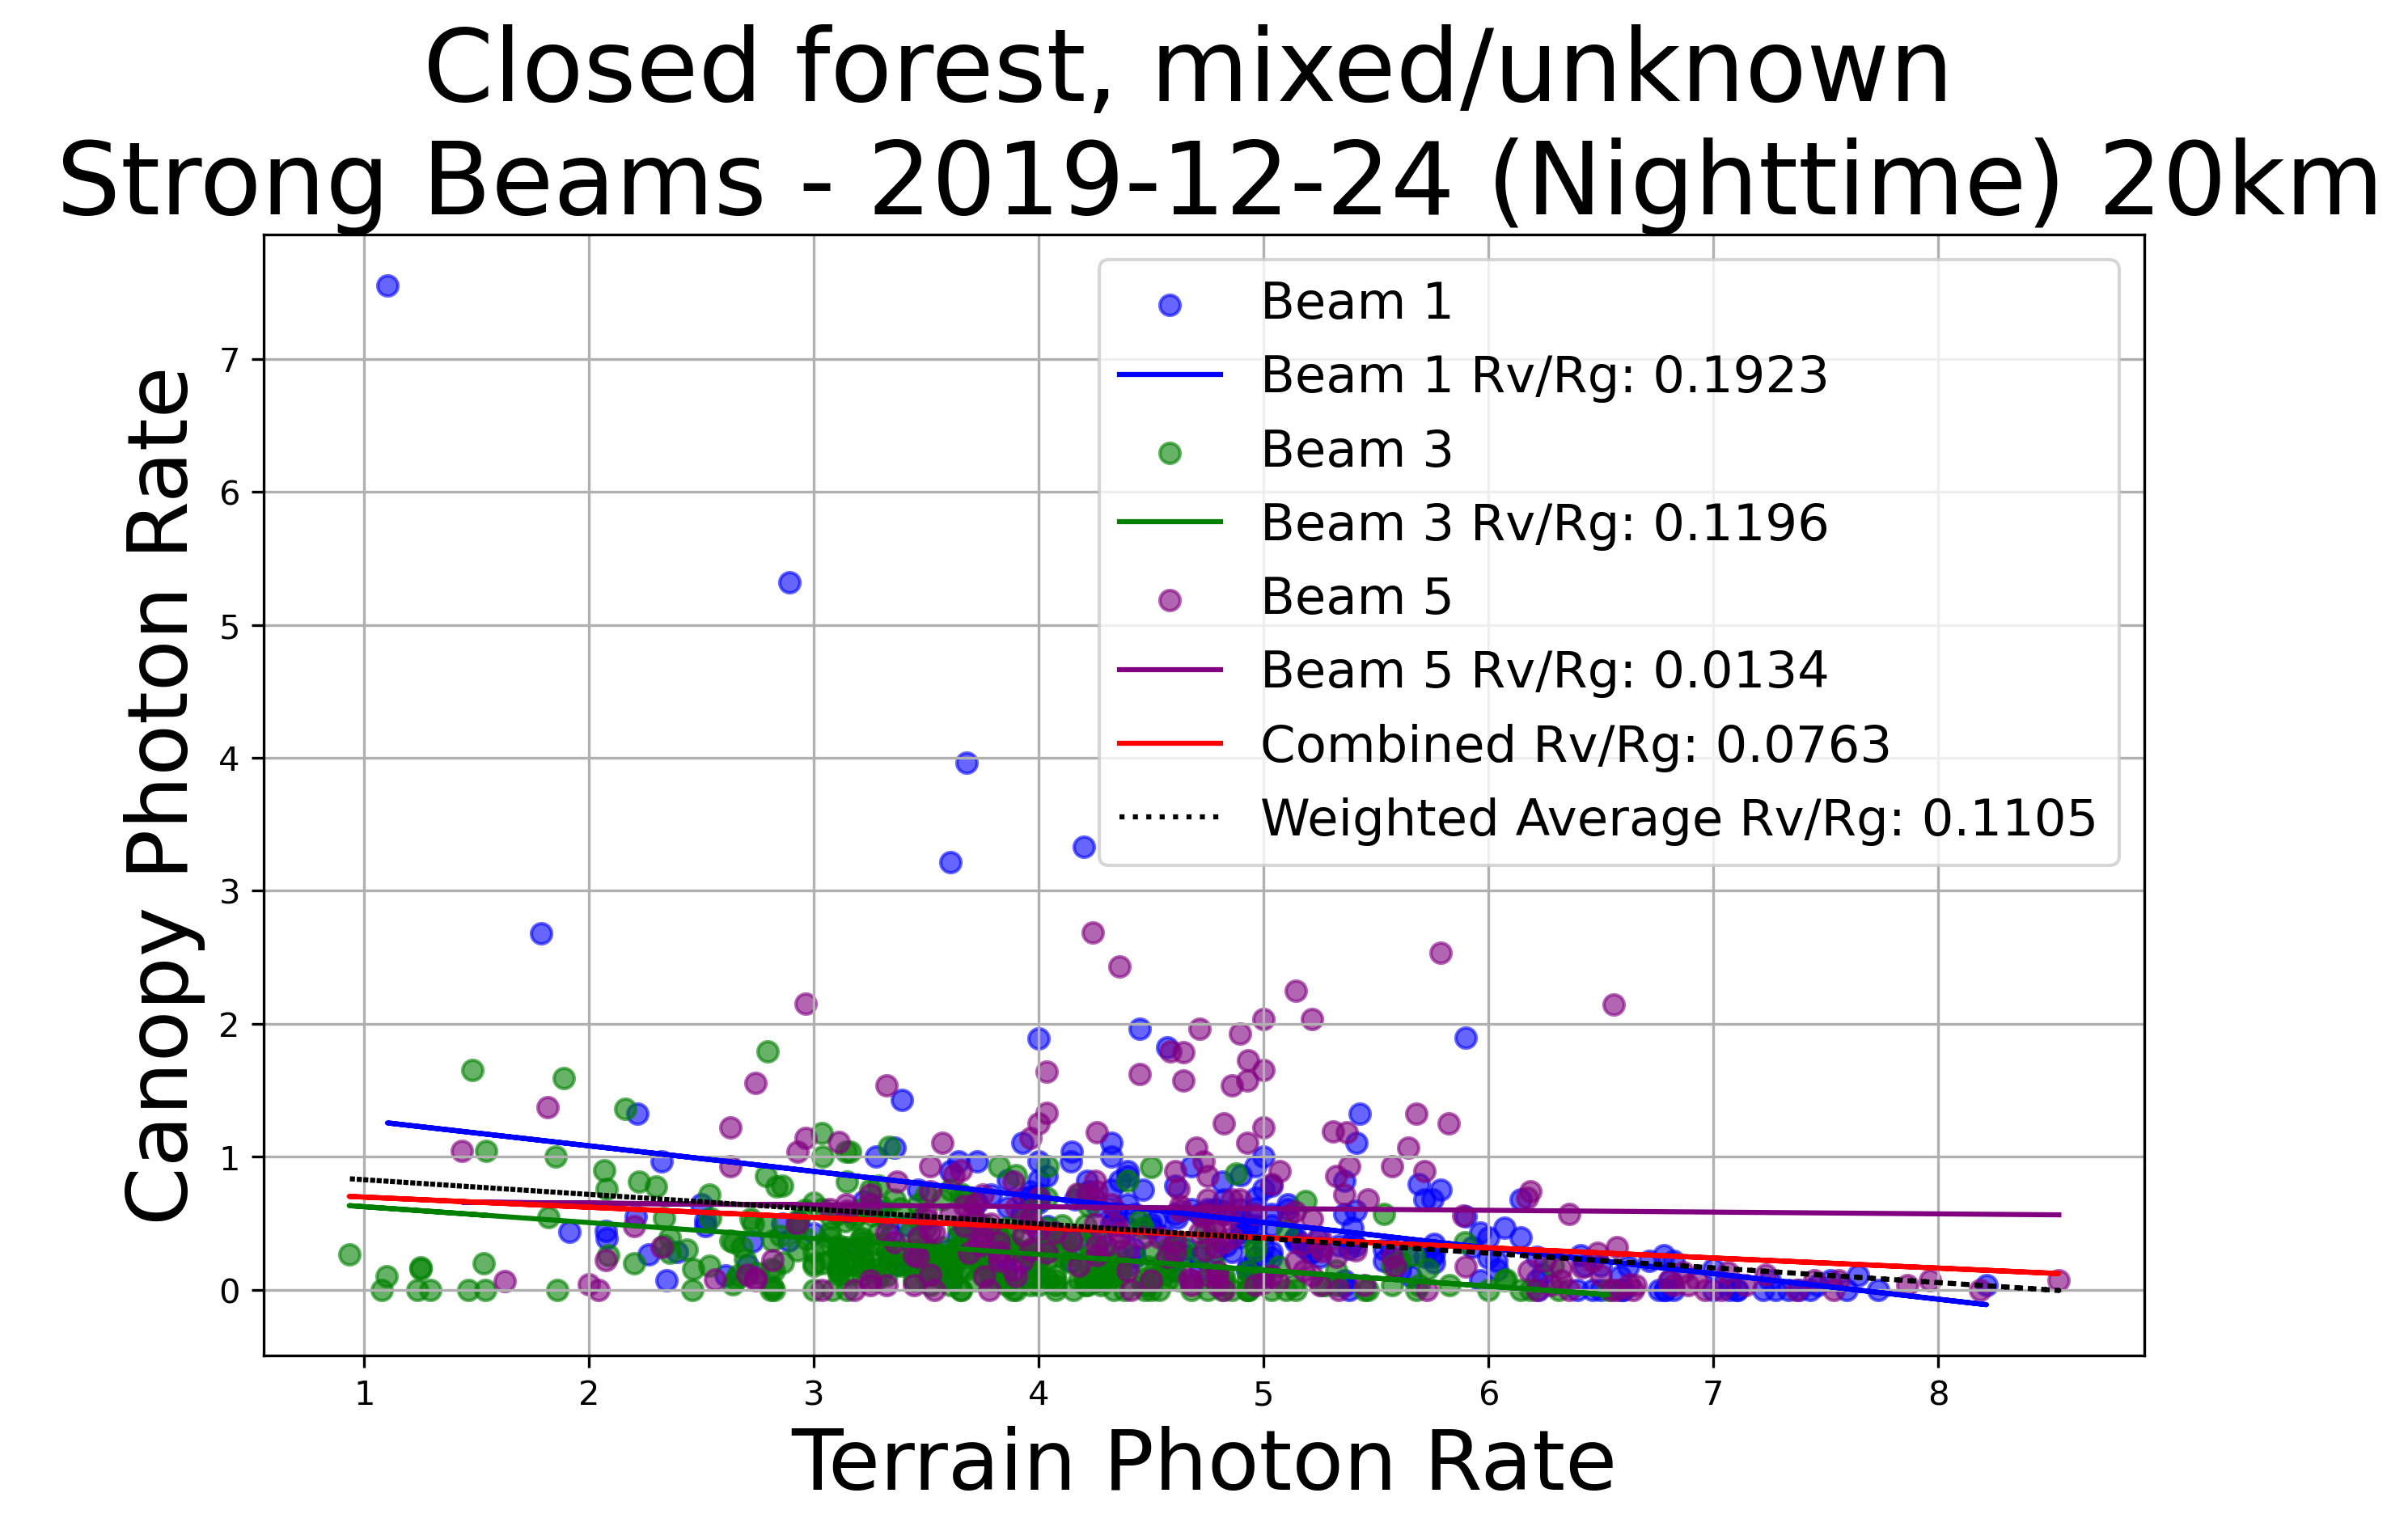 Closed forest, mixed/unknown
Strong Beams - 2019-12-24 (Nighttime) 20km
Canopy Photon Rate
7
6
5
4
3
2
1
0
Beam 1
Beam 1 Rv/Rg: 0.1923
Beam 3
Beam 3 Rv/Rg: 0.1196
Beam 5
Beam 5 Rv/Rg: 0.0134
Combined Rv/Rg: 0.0763
Weighted Average Rv/Rg: 0.1105
1 2 3 4 5 6 7 8
Terrain Photon Rate